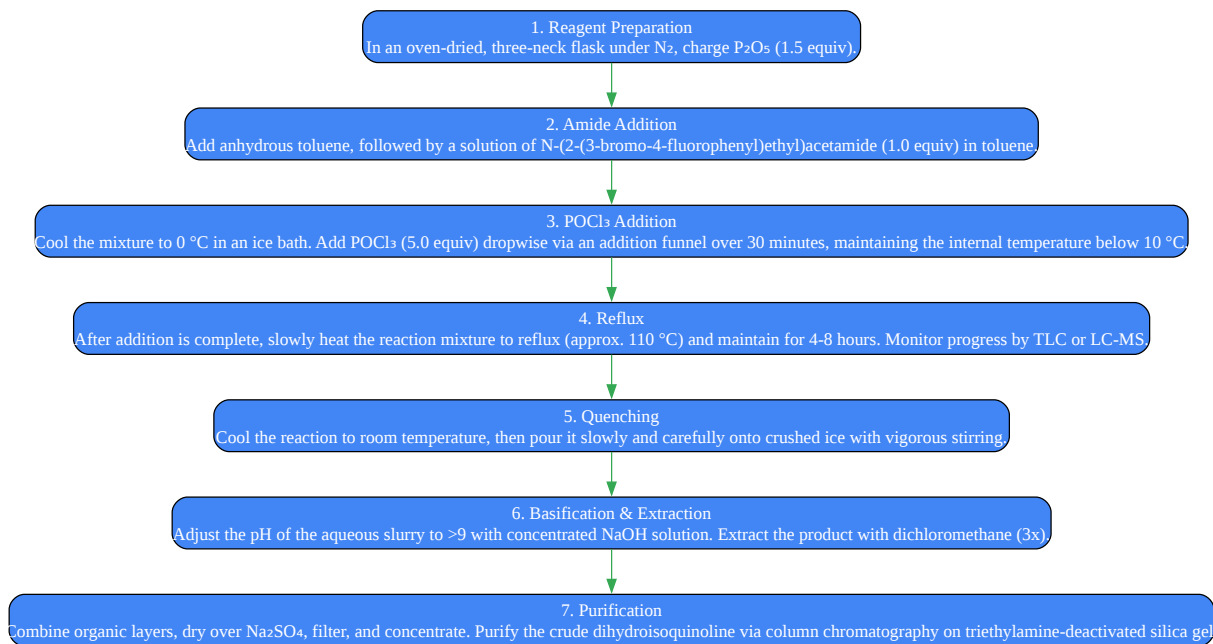 1. Reagent Preparation
In an oven-dried, three-neck flask under N₂, charge P₂O₅ (1.5 equiv).
2. Amide Addition
Add anhydrous toluene, followed by a solution of N-(2-(3-bromo-4-fluorophenyl)ethyl)acetamide (1.0 equiv) in toluene.
3. POCl₃ Addition
Cool the mixture to 0 °C in an ice bath. Add POCl₃ (5.0 equiv) dropwise via an addition funnel over 30 minutes, maintaining the internal temperature below 10 °C.
4. Reflux
After addition is complete, slowly heat the reaction mixture to reflux (approx. 110 °C) and maintain for 4-8 hours. Monitor progress by TLC or LC-MS.
5. Quenching
Cool the reaction to room temperature, then pour it slowly and carefully onto crushed ice with vigorous stirring.
6. Basification & Extraction
Adjust the pH of the aqueous slurry to >9 with concentrated NaOH solution. Extract the product with dichloromethane (3x).
7. Purification
Combine organic layers, dry over Na₂SO₄, filter, and concentrate. Purify the crude dihydroisoquinoline via column chromatography on triethylamine-deactivated silica gel